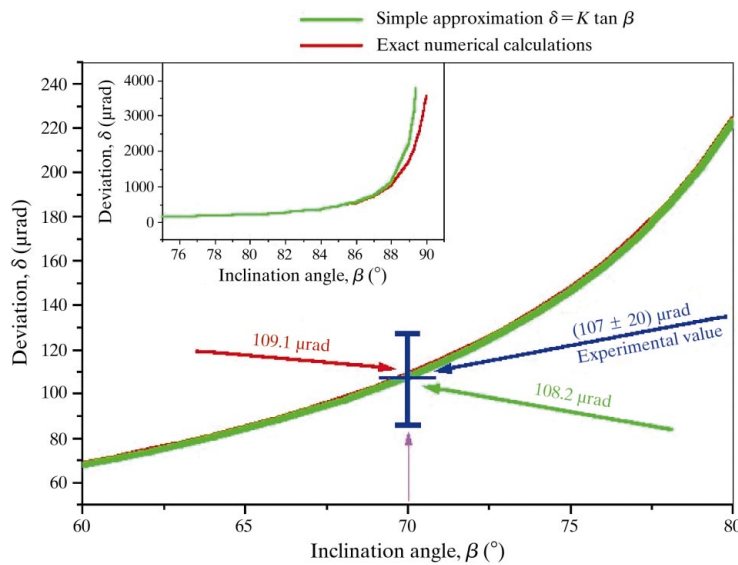 Simple approximation δ=K tan β
Exact numerical calculations
240
220
200
180
160
140
120
100
80
60
Deviation, δ (μrad)
60
65
70
75
80
Inclination angle, β (°)
4000
3000
2000
1000
0
Deviation, δ (μrad)
76 78 80 82 84 86 88 90
Inclination angle, β (°)
109.1 μrad
(107 ± 20) μrad
Experimental value
108.2 μrad